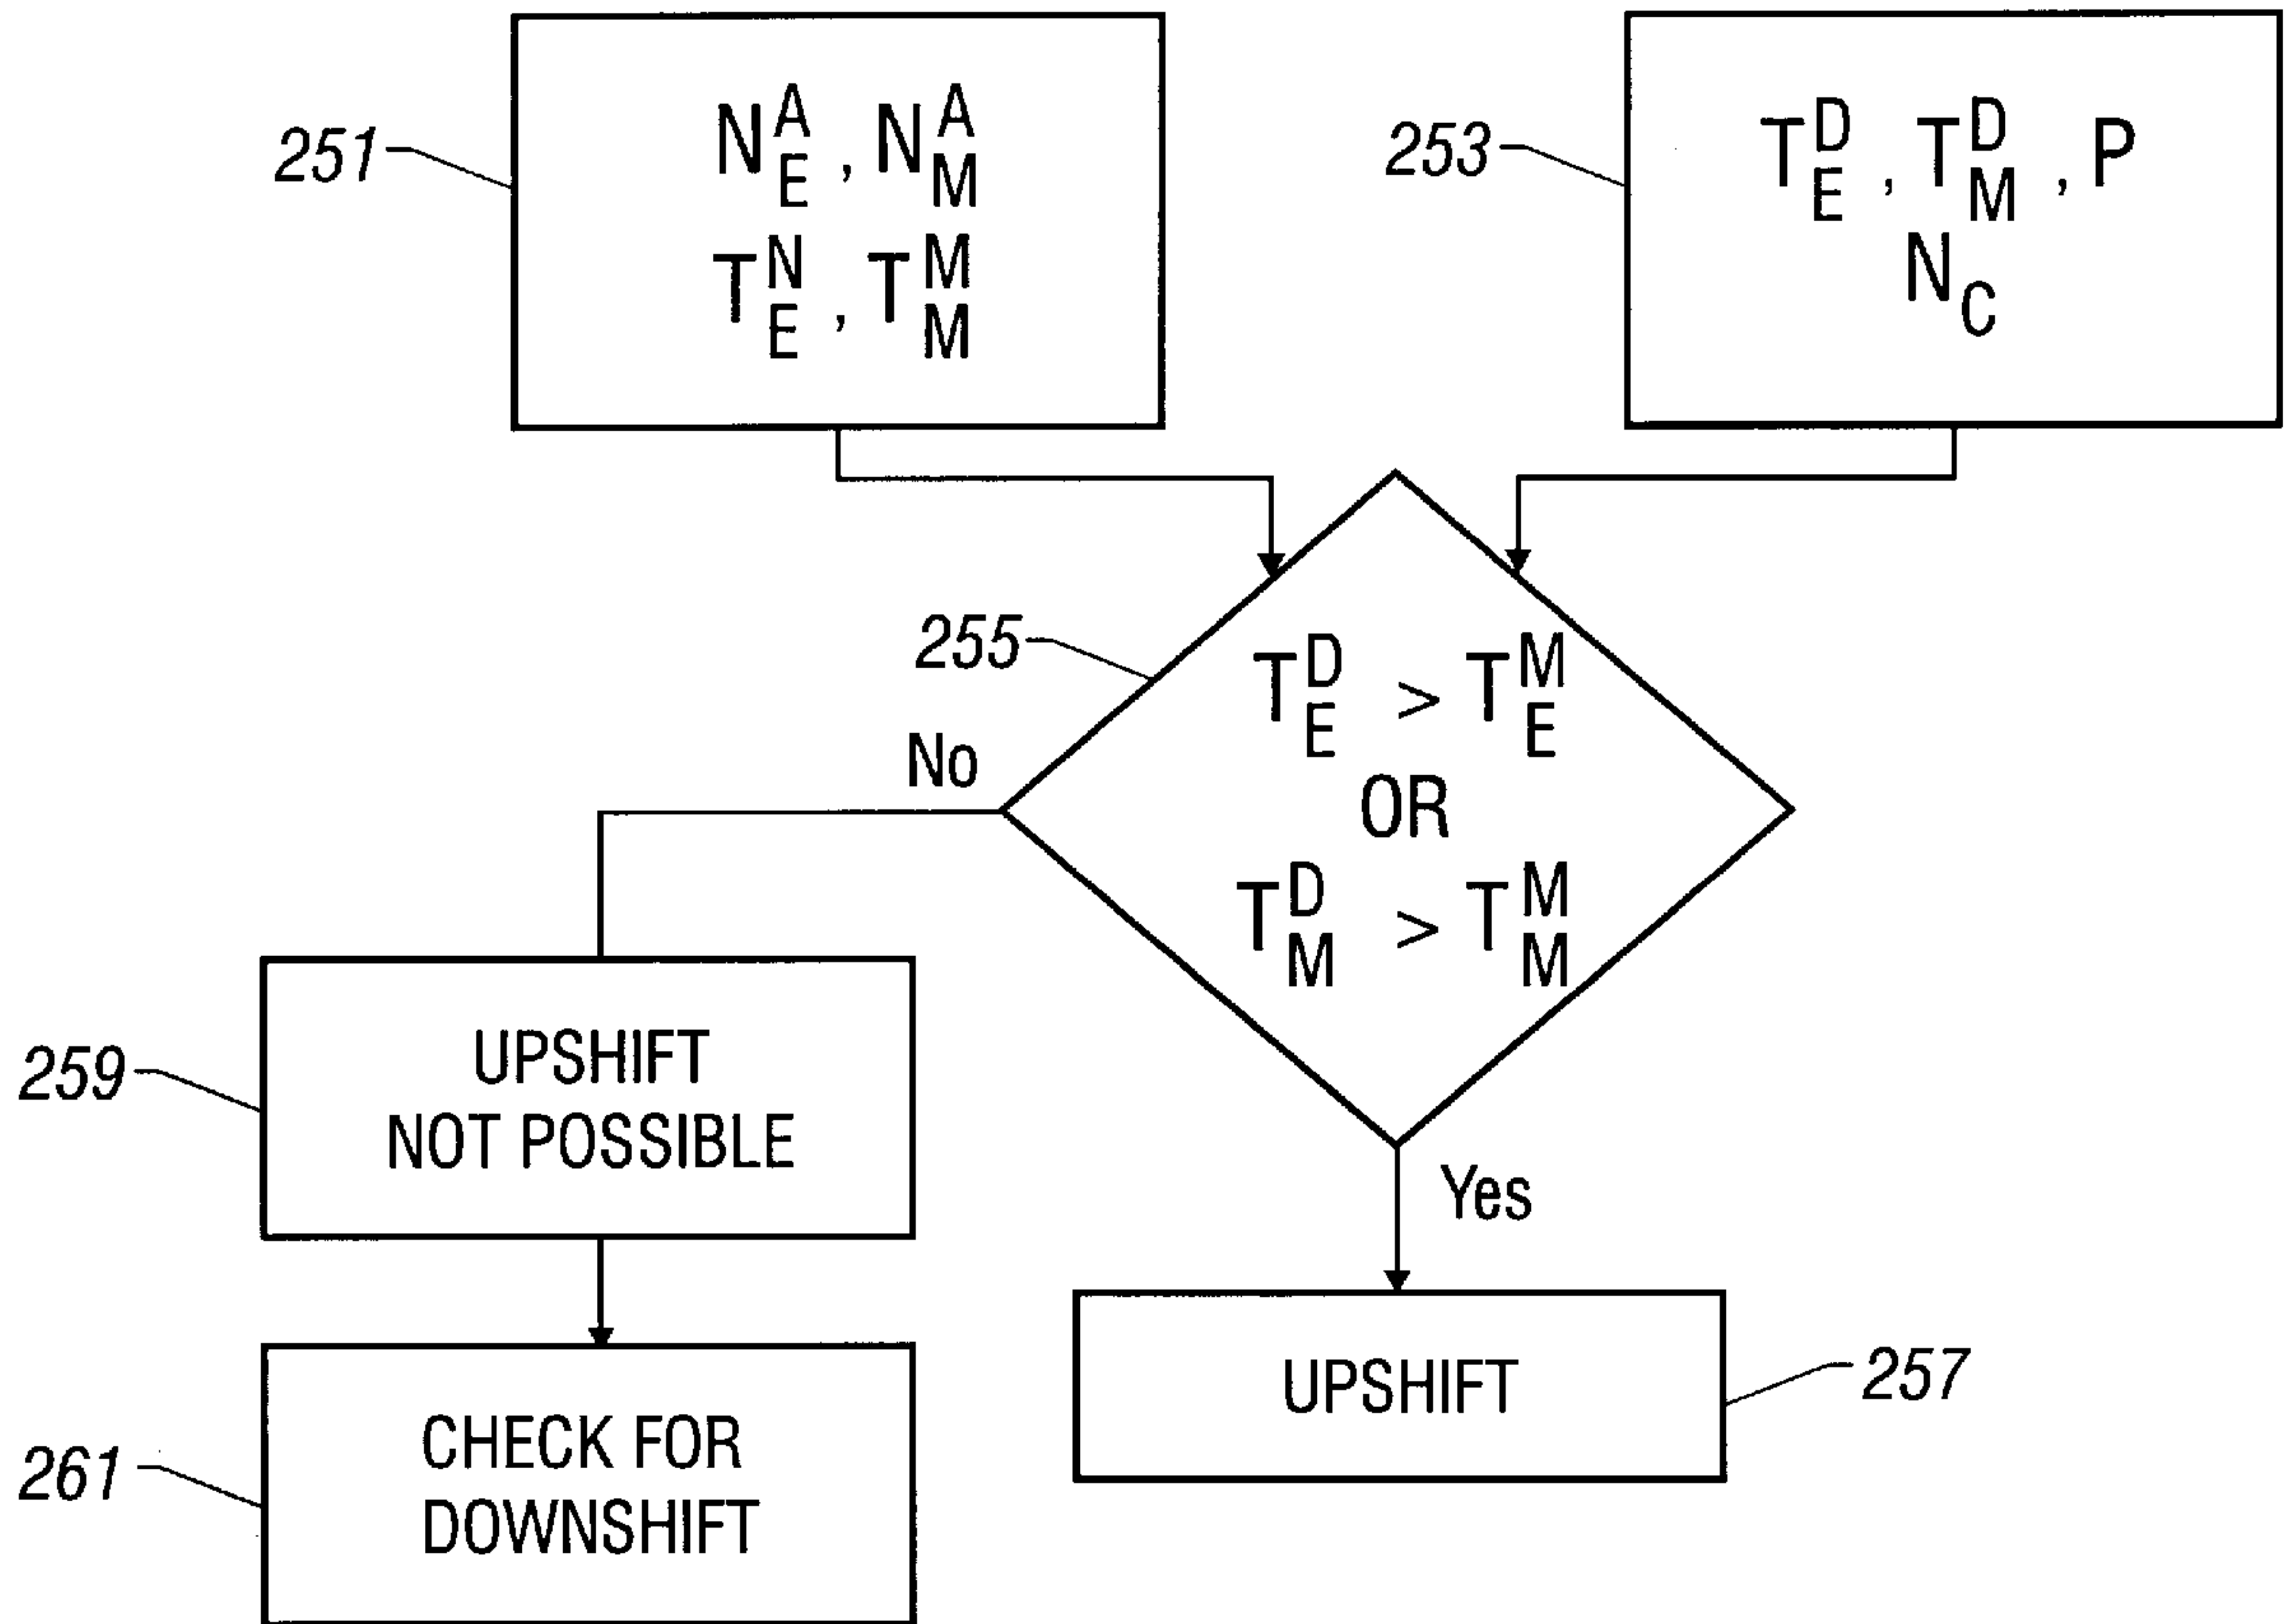 251
N_E^A, N_M^A
T_E^N, T_M^M
253
T_E^D, T_M^D, P
N_C
255
T_E^D > T_E^M
OR
T_M^D > T_M^M
No
Yes
259
UPSHIFT
NOT POSSIBLE
UPSHIFT
257
261
CHECK FOR
DOWNSHIFT